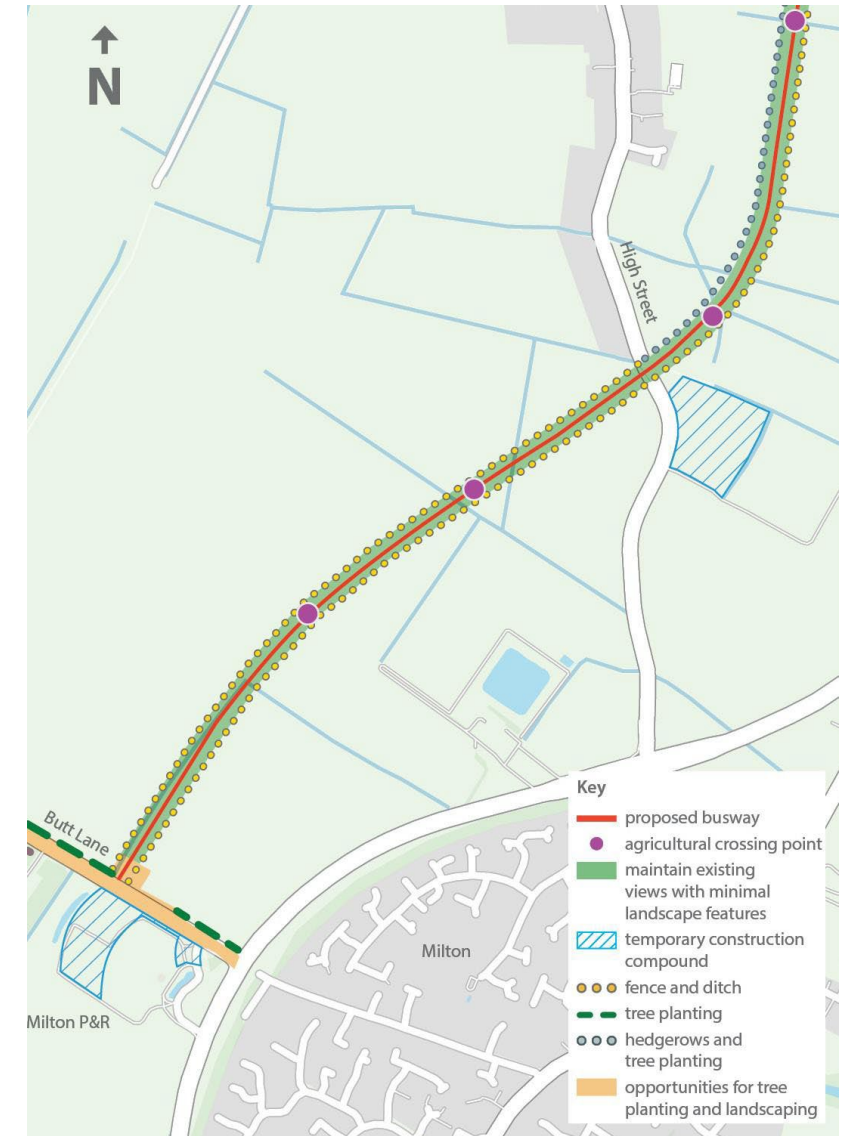 N
High Street
Butt Lane
Milton
Milton P&R
Key
proposed busway
agricultural crossing point
maintain existing
views with minimal
landscape features
temporary construction
compound
fence and ditch
tree planting
hedgerows and
tree planting
opportunities for tree
planting and landscaping